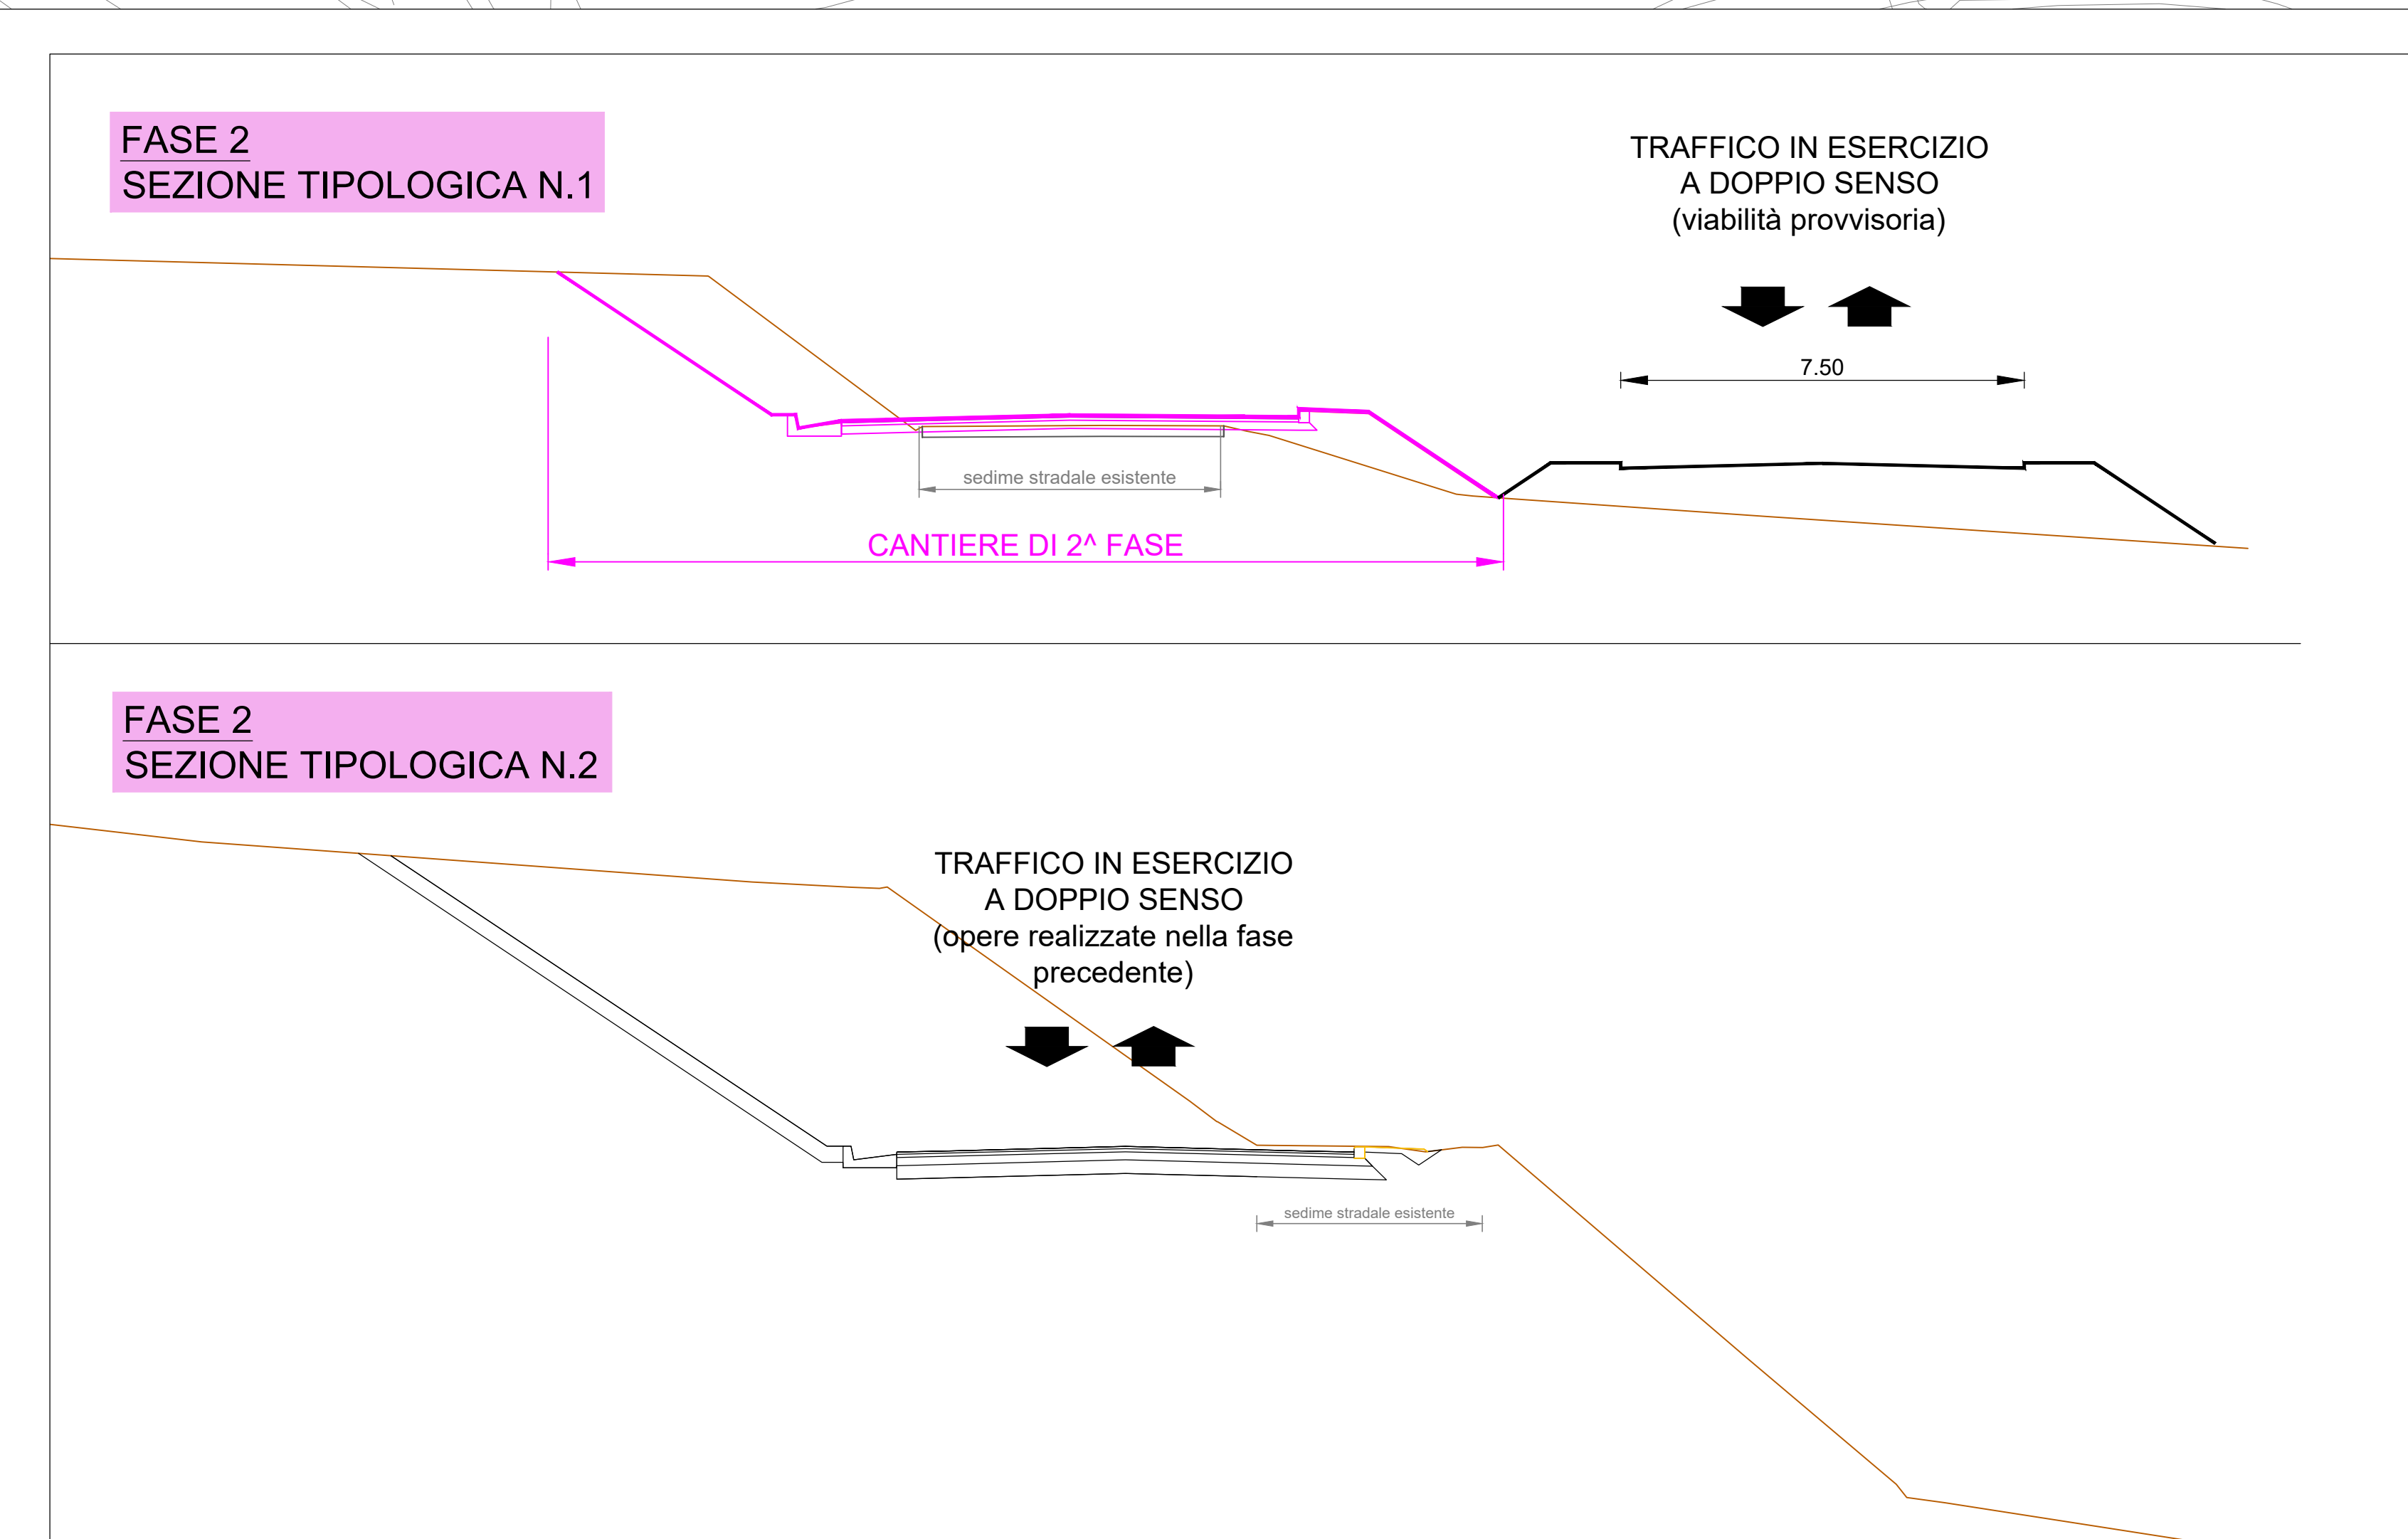 FASE 2
SEZIONE TIPOLOGICA N.1
TRAFFICO IN ESERCIZIO
A DOPPIO SENSO
(viabilità provvisoria)
7.50
sedime stradale esistente
CANTIERE DI 2^ FASE
FASE 2
SEZIONE TIPOLOGICA N.2
TRAFFICO IN ESERCIZIO
A DOPPIO SENSO
(opere realizzate nella fase
precedente)
sedime stradale esistente